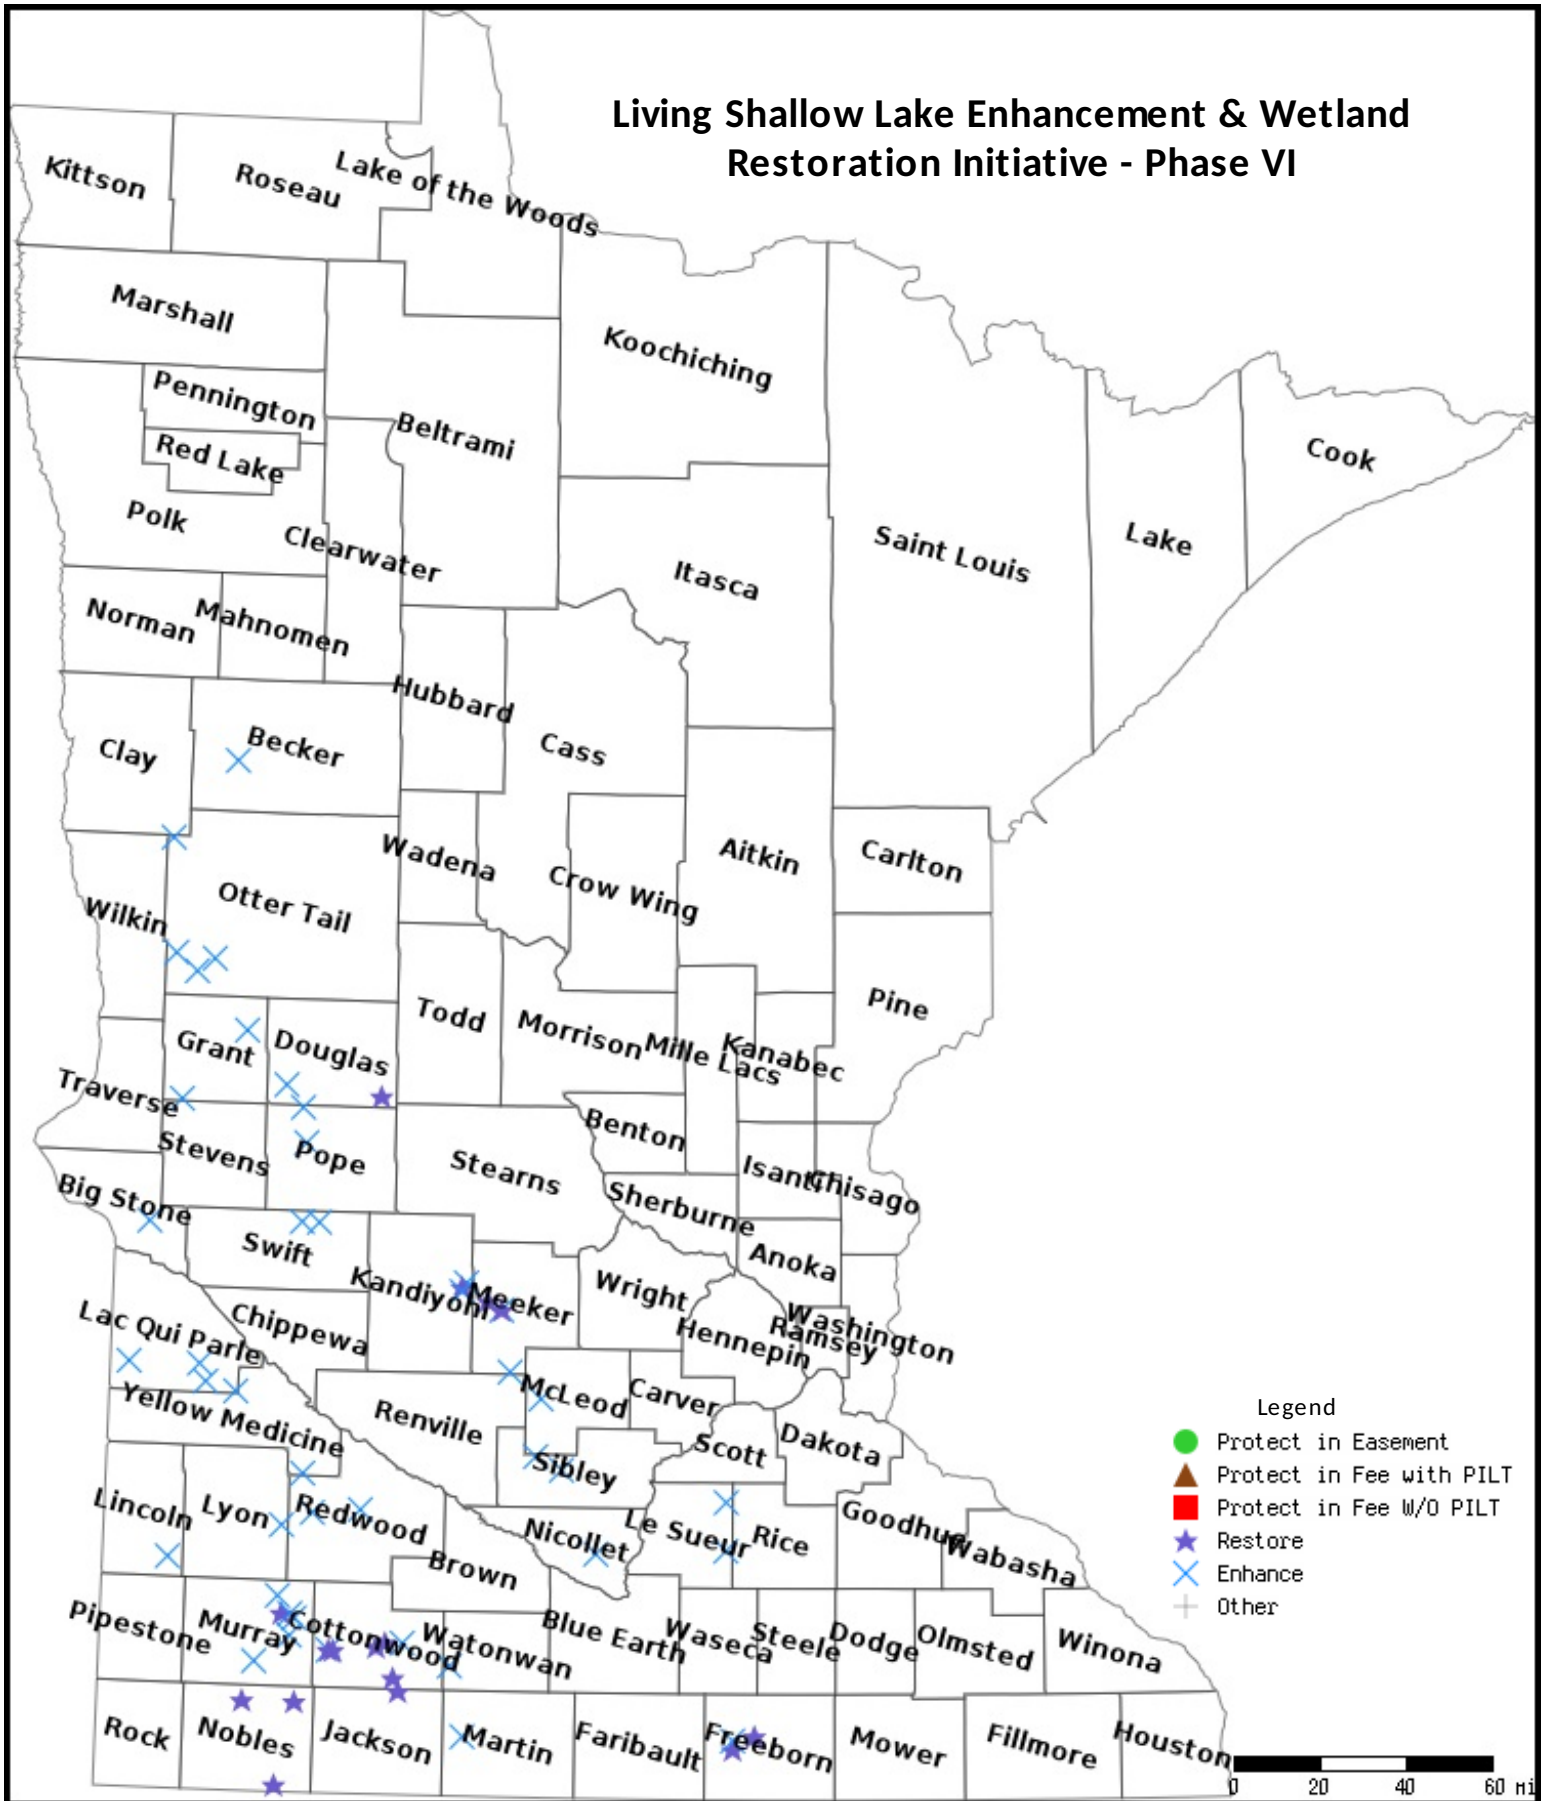 Living Shallow Lake Enhancement & Wetland
Restoration Initiative - Phase VI
Kittson
Roseau
Lake of the Woods
Marshall
Koochiching
Pennington
Beltrami
Red Lake
Cook
Polk
Clearwater
Saint Louis
Lake
Itasca
Norman
Mahnomen
Hubbard
Clay
Becker
Cass
Wadena
Aitkin
Carlton
Crow Wing
Otter Tail
Wilkin
Pine
Todd
Morrison
Mille Lacs
Kanabec
Grant
Douglas
Traverse
Benton
Stevens
Pope
Stearns
Isanti
Chisago
Big Stone
Sherburne
Swift
Anoka
Kandiyohi
Meeker
Wright
Washington
Ramsey
Hennepin
Lac Qui Parle
Chippewa
McLeod
Carver
Yellow Medicine
Renville
Scott
Dakota
Sibley
Lincoln
Lyon
Redwood
Nicollet
Le Sueur
Rice
Goodhue
Wabasha
Brown
Pipestone
Murray
Cottonwood
Watonwan
Blue Earth
Waseca
Steele
Dodge
Olmsted
Winona
Rock
Nobles
Jackson
Martin
Faribault
Freeborn
Mower
Fillmore
Houston
Legend
Protect in Easement
Protect in Fee with PILT
Protect in Fee W/O PILT
Restore
Enhance
Other
0 20 40 60 mi